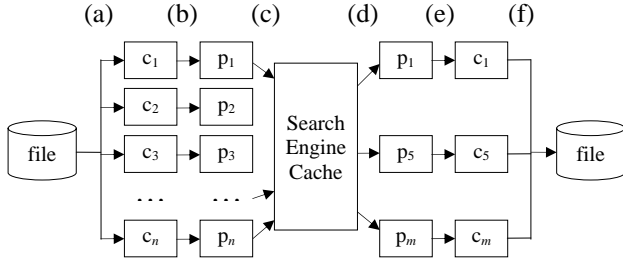 (a) (b) (c) (d) (e) (f)
c₁ p₁ p₁ c₁
c₂ p₂
file c₃ p₃ Search Engine Cache p₅ c₅ file
... ...
cₙ pₙ pₘ cₘ